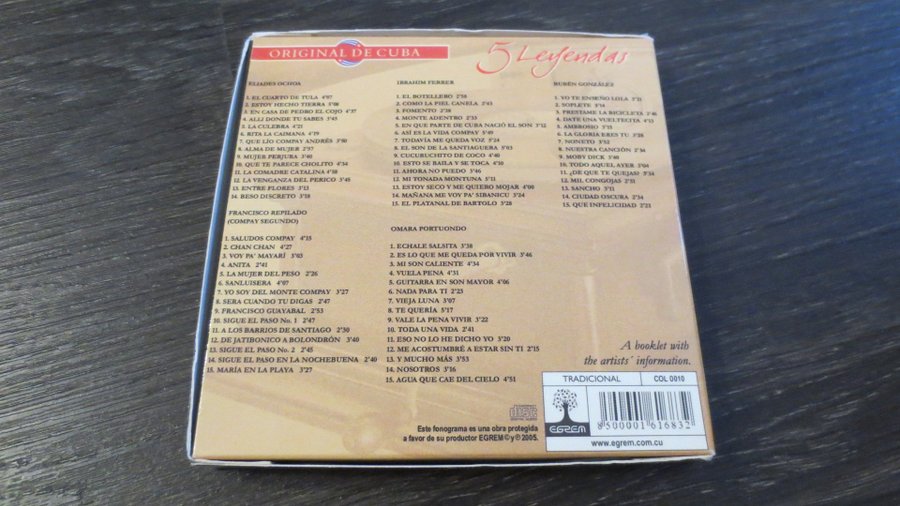 ORIGINAL DE CUBA
5 Leyendas
ELIADES OCHOA
1. EL CUARTO DE TULA 4'07
2. ESTOY HECHO TIERRA 3'08
3. EN CASA DE PEDRO EL COJO 4'37
4. ALLI DONDE TU SABES 3'43
5. LA CULEBRA 4'21
6. RITA LA CAIMANA 4'19
7. QUE LIO COMPAY ANDRÉS 3'50
8. ALMA DE MUJER 2'57
9. MUJER PERJURA 3'40
10. QUE TE PARECE CHOLITO 4'34
11. LA COMADRE CATALINA 4'38
12. LA VENGANZA DEL PERICO 3'45
13. ENTRE FLORES 3'13
14. BESO DISCRETO 3'18
IBRAHIM FERRER
1. EL BOTELLERO 2'58
2. COMO LA PIEL CANELA 2'43
3. FOMENTO 2'38
4. MONTE ADENTRO 2'33
5. EN QUE PARTE DE CUBA NACIÓ EL SON 3'12
6. ASÍ ES LA VIDA COMPAY 3'49
7. TODAVÍA ME QUEDA VOZ 3'24
8. EL SON DE LA SANTIAGUERA 3'03
9. CUCURUCHITO DE COCO 4'40
10. ESTO SE BAILA Y SE TOCA 4'16
11. AHORA NO PUEDO 3'46
12. MI TONADA MONTUNA 3'11
13. ESTOY SECO Y ME QUIERO MOJAR 4'00
14. MAÑANA ME VOY PA' SIBANICU 3'24
15. EL PLATANAL DE BARTOLO 3'28
RUBÉN GONZÁLEZ
1. YO TE ENSEÑO LOLA 3'21
2. SOPLETE 3'14
3. PRESTAME LA BICICLETA 2'46
4. DATE UNA VUELTECITA 4'13
5. AMBROSIO 3'15
6. LA GLORIA ERES TU 3'28
7. NONETO 3'52
8. NUESTRA CANCIÓN 2'34
9. MOBY DICK 3'40
10. TODO AQUEL AYER 3'04
11. ¿DE QUE TE QUEJAS? 3'34
12. MIL CONGOJAS 2'31
13. SANCHO 3'11
14. CIUDAD OSCURA 2'34
15. QUE INFELICIDAD 2'21
FRANCISCO REPILADO
(COMPAY SEGUNDO)
1. SALUDOS COMPAY 4'15
2. CHAN CHAN 4'27
3. VOY PA' MAYARÍ 3'03
4. ANITA 2'41
5. LA MUJER DEL PESO 2'26
6. SANLUISERA 4'07
7. YO SOY DEL MONTE COMPAY 3'27
8. SERA CUANDO TU DIGAS 2'47
9. FRANCISCO GUAYABAL 2'53
10. SIGUE EL PASO No. 1 2'47
11. A LOS BARRIOS DE SANTIAGO 2'30
12. DE JATIBONICO A BOLONDRÓN 2'40
13. SIGUE EL PASO No. 2 2'45
14. SIGUE EL PASO EN LA NOCHEBUENA 2'40
15. MARÍA EN LA PLAYA 3'27
OMARA PORTUONDO
1. ECHALE SALSITA 3'38
2. ES LO QUE ME QUEDA POR VIVIR 3'46
3. MI SON CALIENTE 4'34
4. VUELA PENA 4'31
5. GUITARRA EN SON MAYOR 4'06
6. NADA PARA TI 2'23
7. VIEJA LUNA 3'07
8. TE QUERÍA 3'17
9. VALE LA PENA VIVIR 3'22
10. TODA UNA VIDA 2'41
11. ESO NO LO HE DICHO YO 3'20
12. ME ACOSTUMBRÉ A ESTAR SIN TI 2'15
13. Y MUCHO MÁS 3'53
14. NOSOTROS 3'16
15. AGUA QUE CAE DEL CIELO 4'51
A booklet with
the artists´ information.
TRADICIONAL COL 0010
EGREM
8 500001 616832
www.egrem.com.cu
COMPACT disc DIGITAL AUDIO
Este fonograma es una obra protegida
a favor de su productor EGREM©y℗2005.